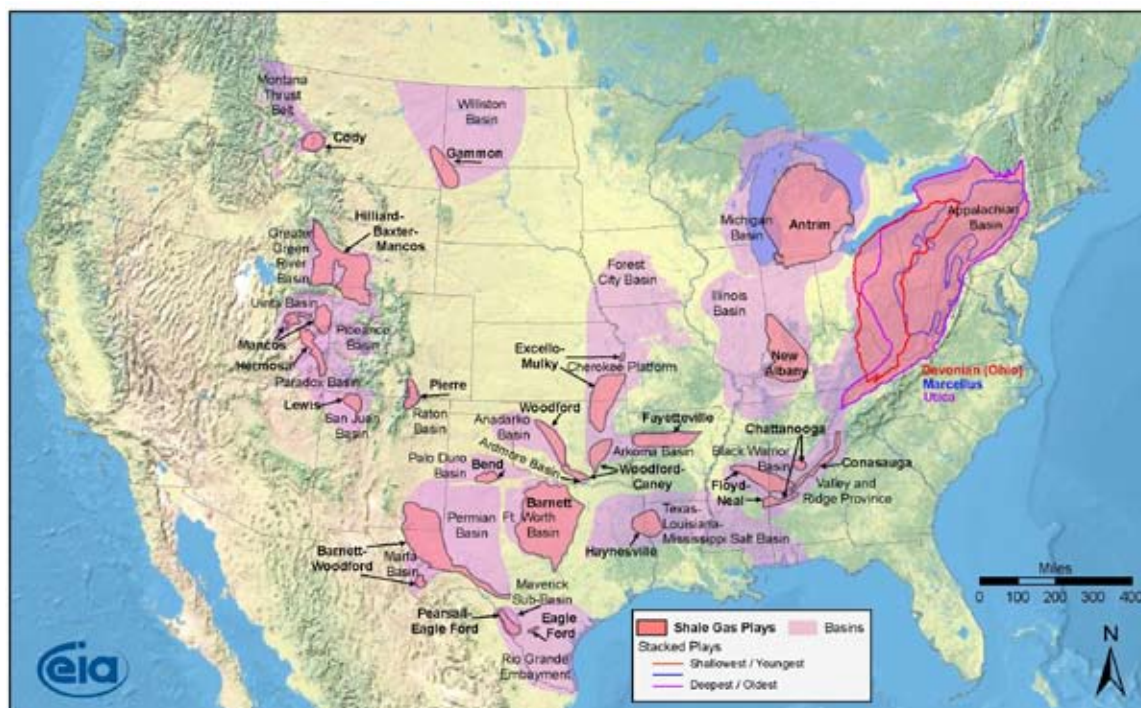 Montana
Thrust
Belt
Cody
Williston
Basin
Gammon
Hilliard-
Baxter-
Mancos
Greater
Green
River
Basin
Uinta Basin
Piceance
Basin
Mancos
Hermosa
Paradox Basin
Lewis
San Juan
Basin
Pierre
Raton
Basin
Anadarko
Basin
Palo Duro
Basin
Bend
Woodford
Ardmore Basin
Excello-
Mulky
Cherokee Platform
Forest
City Basin
Illinois
Basin
Michigan
Basin
Antrim
Appalachian
Basin
New
Albany
Devonian (Ohio)
Marcellus
Utica
Fayetteville
Arkoma Basin
Woodford-
Caney
Chattanooga
Black Warrior
Basin
Conasauga
Floyd-
Neal
Valley and
Ridge Province
Permian
Basin
Ft. Worth
Basin
Barnett
Texas-
Louisiana-
Mississippi Salt Basin
Haynesville
Barnett-
Woodford
Marfa
Basin
Maverick
Sub-Basin
Pearsall-
Eagle Ford
Eagle
Ford
Rio Grande
Embayment
Miles
0 100 200 300 400
N
Shale Gas Plays
Basins
Stacked Plays
Shallowest / Youngest
Deepest / Oldest
eia